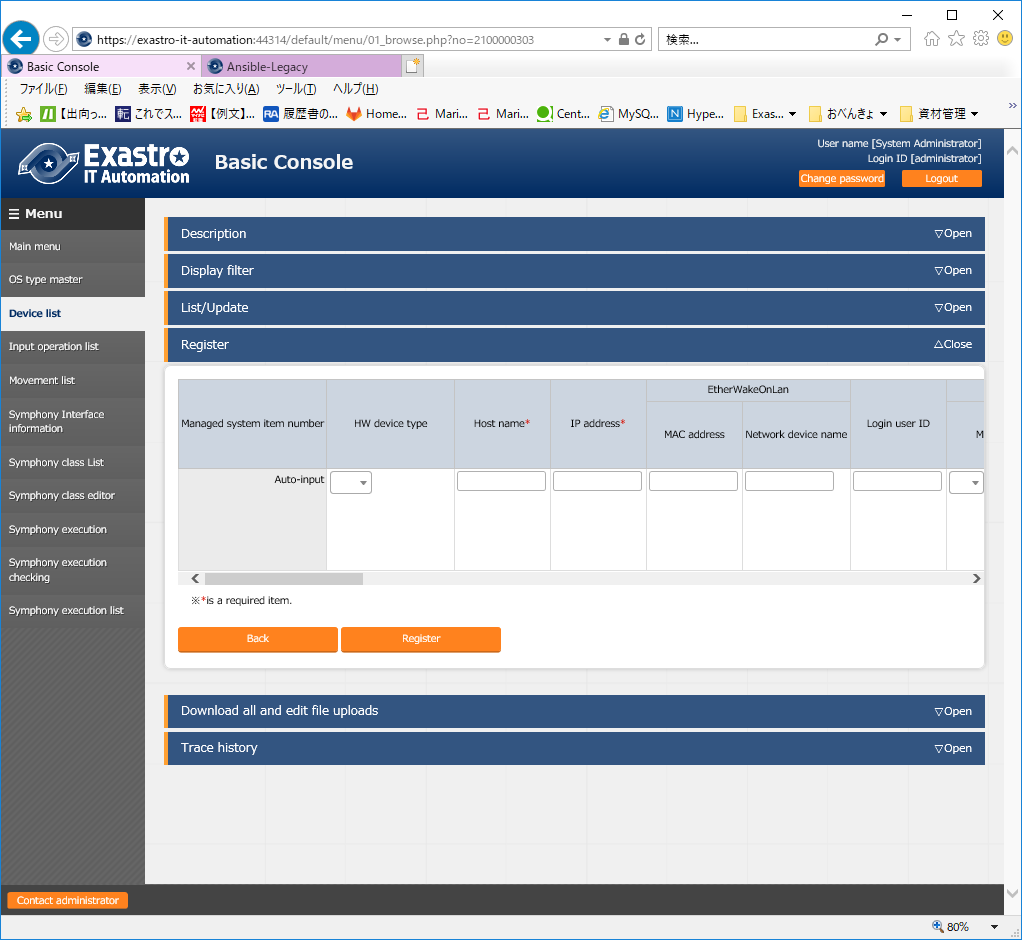 https://exastro-it-automation:44314/default/menu/01_browse.php?no=2100000303
検索...
Basic Console
Ansible-Legacy
ファイル(F) 編集(E) 表示(V) お気に入り(A) ツール(T) ヘルプ(H)
【出向っ... 転 これでス... 【例文】... RA 履歴書の... Home... Mari... Mari... Cent... MySQ... N Hype... Exas... おべんきょ 資材管理
Exastro
IT Automation
Basic Console
User name [System Administrator]
Login ID [administrator]
Change password Logout
Menu
Main menu
OS type master
Device list
Input operation list
Movement list
Symphony Interface
information
Symphony class List
Symphony class editor
Symphony execution
Symphony execution
checking
Symphony execution list
Description ▽Open
Display filter ▽Open
List/Update ▽Open
Register △Close
Managed system item number HW device type Host name* IP address* EtherWakeOnLan Login user ID
MAC address Network device name M
Auto-input
※*is a required item.
Back Register
Download all and edit file uploads ▽Open
Trace history ▽Open
Contact administrator
80%